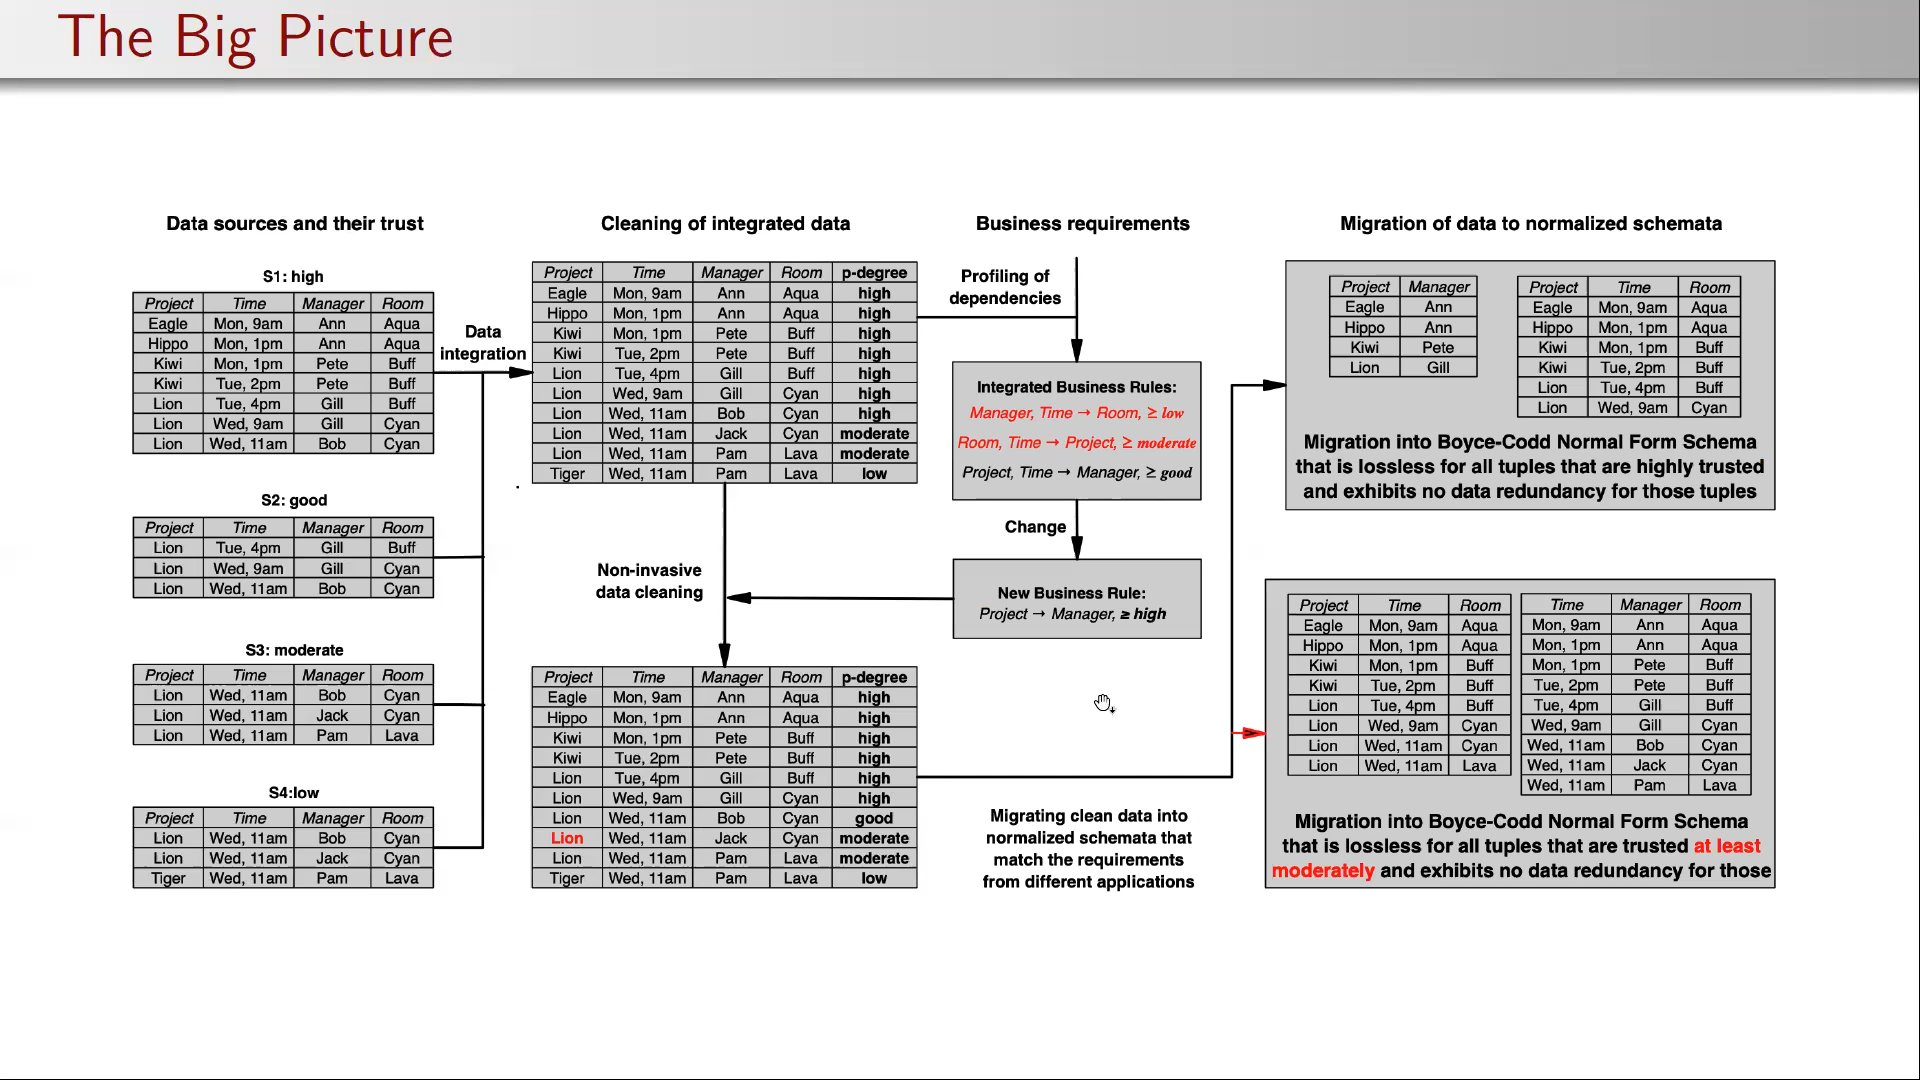 The Big Picture
Data sources and their trust
S1: high
Project Time Manager Room
Eagle Mon, 9am Ann Aqua
Hippo Mon, 1pm Ann Aqua
Kiwi Mon, 1pm Pete Buff
Kiwi Tue, 2pm Pete Buff
Lion Tue, 4pm Gill Buff
Lion Wed, 9am Gill Cyan
Lion Wed, 11am Bob Cyan
S2: good
Project Time Manager Room
Lion Tue, 4pm Gill Buff
Lion Wed, 9am Gill Cyan
Lion Wed, 11am Bob Cyan
S3: moderate
Project Time Manager Room
Lion Wed, 11am Bob Cyan
Lion Wed, 11am Jack Cyan
Lion Wed, 11am Pam Lava
S4:low
Project Time Manager Room
Lion Wed, 11am Bob Cyan
Lion Wed, 11am Jack Cyan
Tiger Wed, 11am Pam Lava
Data
integration
Cleaning of integrated data
Project Time Manager Room p-degree
Eagle Mon, 9am Ann Aqua high
Hippo Mon, 1pm Ann Aqua high
Kiwi Mon, 1pm Pete Buff high
Kiwi Tue, 2pm Pete Buff high
Lion Tue, 4pm Gill Buff high
Lion Wed, 9am Gill Cyan high
Lion Wed, 11am Bob Cyan high
Lion Wed, 11am Jack Cyan moderate
Lion Wed, 11am Pam Lava moderate
Tiger Wed, 11am Pam Lava low
Non-invasive
data cleaning
Project Time Manager Room p-degree
Eagle Mon, 9am Ann Aqua high
Hippo Mon, 1pm Ann Aqua high
Kiwi Mon, 1pm Pete Buff high
Kiwi Tue, 2pm Pete Buff high
Lion Tue, 4pm Gill Buff high
Lion Wed, 9am Gill Cyan high
Lion Wed, 11am Bob Cyan good
Lion Wed, 11am Jack Cyan moderate
Lion Wed, 11am Pam Lava moderate
Tiger Wed, 11am Pam Lava low
Business requirements
Profiling of
dependencies
Integrated Business Rules:
Manager, Time → Room, ≥ low
Room, Time → Project, ≥ moderate
Project, Time → Manager, ≥ good
Change
New Business Rule:
Project → Manager, ≥ high
Migrating clean data into
normalized schemata that
match the requirements
from different applications
Migration of data to normalized schemata
Project Manager
Eagle Ann
Hippo Ann
Kiwi Pete
Lion Gill
Project Time Room
Eagle Mon, 9am Aqua
Hippo Mon, 1pm Aqua
Kiwi Mon, 1pm Buff
Kiwi Tue, 2pm Buff
Lion Tue, 4pm Buff
Lion Wed, 9am Cyan
Migration into Boyce-Codd Normal Form Schema
that is lossless for all tuples that are highly trusted
and exhibits no data redundancy for those tuples
Project Time Room
Eagle Mon, 9am Aqua
Hippo Mon, 1pm Aqua
Kiwi Mon, 1pm Buff
Kiwi Tue, 2pm Buff
Lion Tue, 4pm Buff
Lion Wed, 9am Cyan
Lion Wed, 11am Cyan
Lion Wed, 11am Lava
Time Manager Room
Mon, 9am Ann Aqua
Mon, 1pm Ann Aqua
Mon, 1pm Pete Buff
Tue, 2pm Pete Buff
Tue, 4pm Gill Buff
Wed, 9am Gill Cyan
Wed, 11am Bob Cyan
Wed, 11am Jack Cyan
Wed, 11am Pam Lava
Migration into Boyce-Codd Normal Form Schema
that is lossless for all tuples that are trusted at least
moderately and exhibits no data redundancy for those